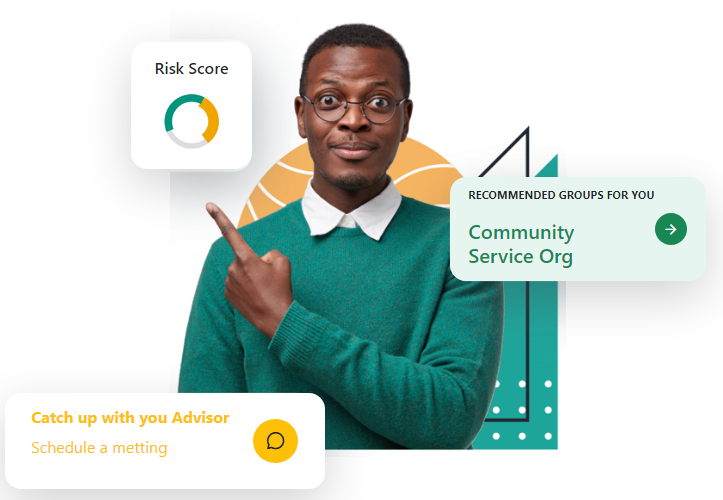 Risk Score
RECOMMENDED GROUPS FOR YOU
Community
Service Org
Catch up with you Advisor
Schedule a metting